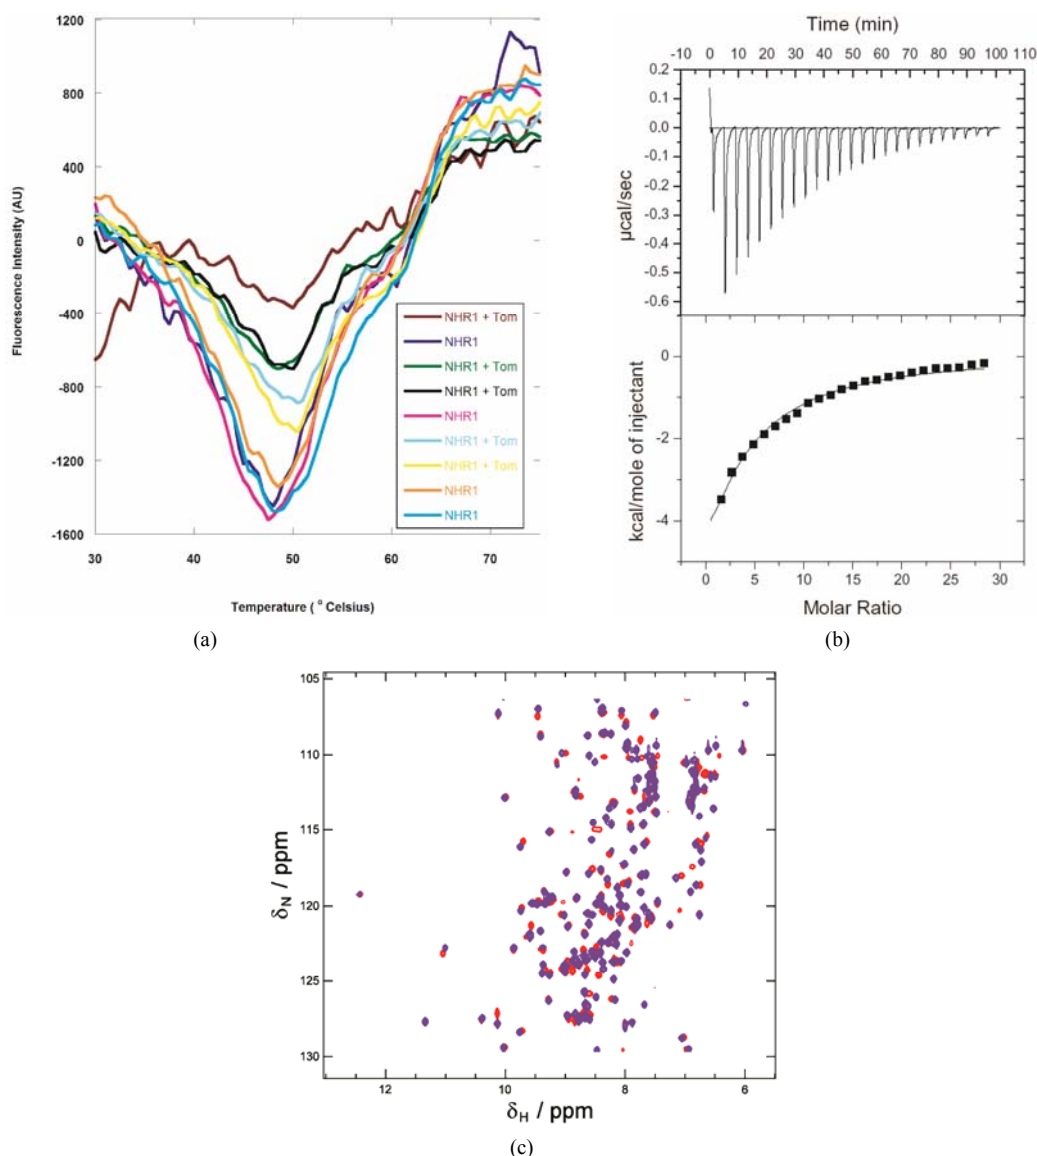 1200
800
400
0
-400
-800
-1200
-1600
30
40
50
60
70
Fluorescence Intensity (AU)
Temperature ( ° Celsius)
NHR1 + Tom
NHR1
NHR1 + Tom
NHR1 + Tom
NHR1
NHR1 + Tom
NHR1 + Tom
NHR1
NHR1
(a)
Time (min)
-10 0 10 20 30 40 50 60 70 80 90 100 110
0.2
0.1
0.0
-0.1
-0.2
-0.3
-0.4
-0.5
-0.6
µcal/sec
0
-2
-4
kcal/mole of injectant
0 5 10 15 20 25 30
Molar Ratio
(b)
105
110
115
120
125
130
δN / ppm
12 10 8 6
δH / ppm
(c)